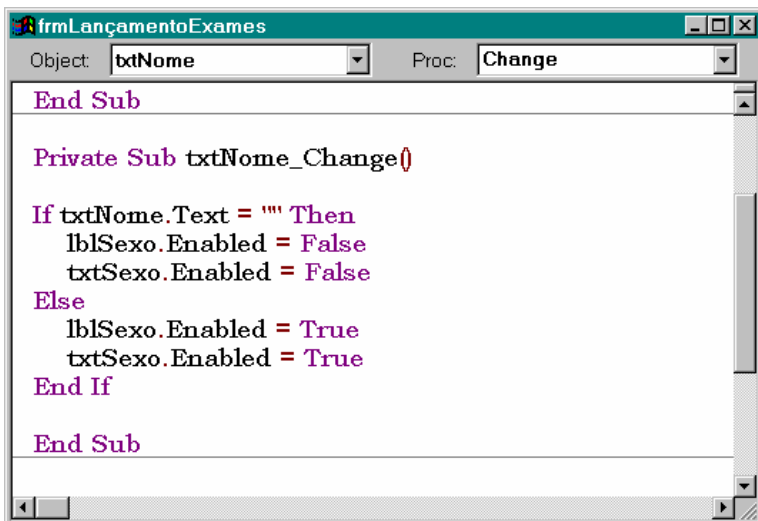 frmLançamentoExames
Object: txtNome Proc: Change
End Sub
Private Sub txtNome_Change()
If txtNome.Text = "" Then
lblSexo.Enabled = False
txtSexo.Enabled = False
Else
lblSexo.Enabled = True
txtSexo.Enabled = True
End If
End Sub